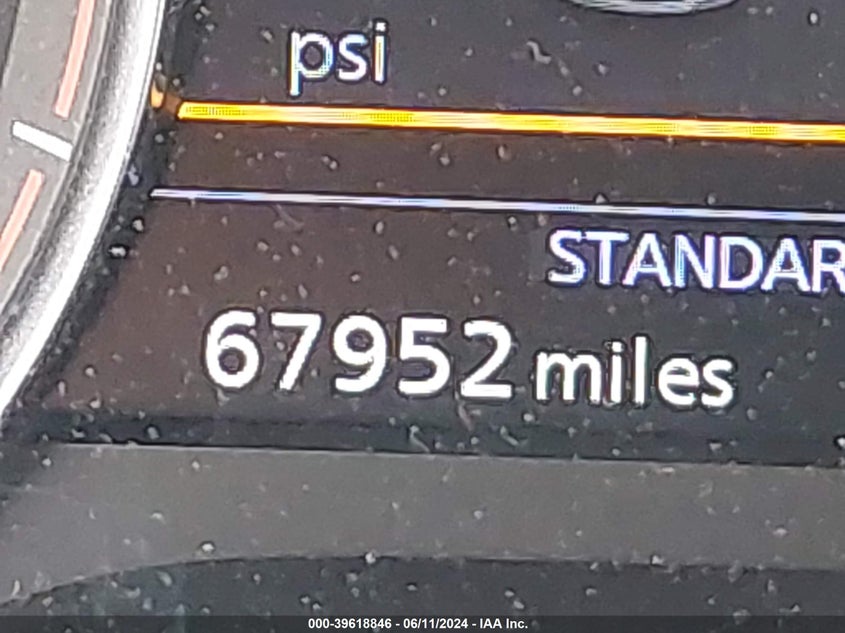 psi
STANDAR
67952 miles
000-39618846 - 06/11/2024 - IAA Inc.